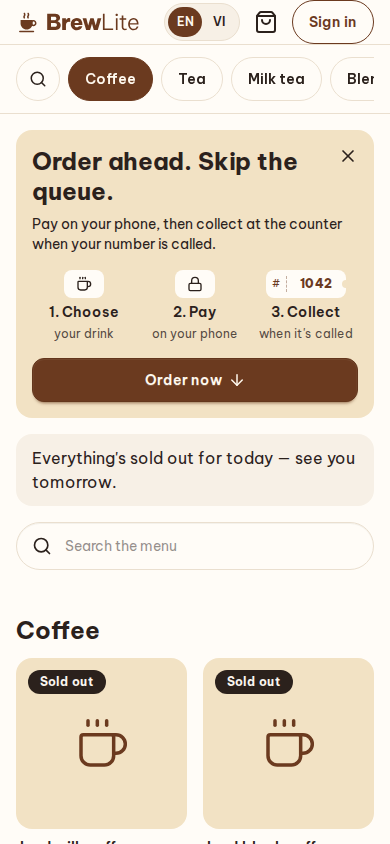 BrewLite
EN VI
Sign in
Coffee Tea Milk tea
Order ahead. Skip the
queue.
Pay on your phone, then collect at the counter
when your number is called.
# 1042
1. Choose 2. Pay 3. Collect
your drink on your phone when it's called
Order now ↓
Everything's sold out for today — see you
tomorrow.
Search the menu
Coffee
Sold out Sold out